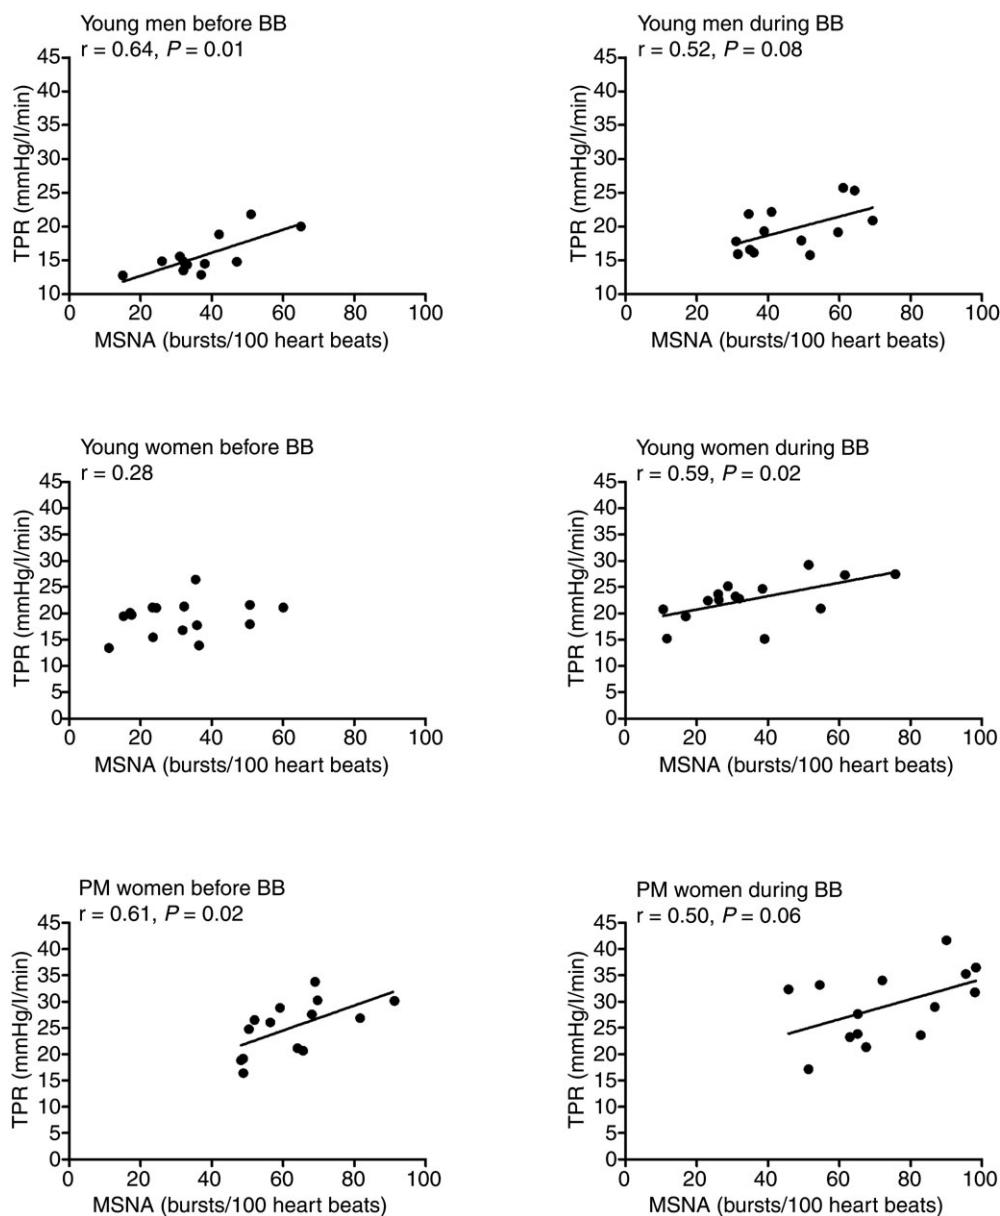 Young men before BB
r = 0.64, P = 0.01
45
40
35
30
25
20
15
10
TPR (mmHg/l/min)
0 20 40 60 80 100
MSNA (bursts/100 heart beats)
Young men during BB
r = 0.52, P = 0.08
45
40
35
30
25
20
15
10
TPR (mmHg/l/min)
0 20 40 60 80 100
MSNA (bursts/100 heart beats)
Young women before BB
r = 0.28
45
40
35
30
25
20
15
10
5
0
TPR (mmHg/l/min)
0 20 40 60 80 100
MSNA (bursts/100 heart beats)
Young women during BB
r = 0.59, P = 0.02
45
40
35
30
25
20
15
10
5
0
TPR (mmHg/l/min)
0 20 40 60 80 100
MSNA (bursts/100 heart beats)
PM women before BB
r = 0.61, P = 0.02
45
40
35
30
25
20
15
10
5
0
TPR (mmHg/l/min)
0 20 40 60 80 100
MSNA (bursts/100 heart beats)
PM women during BB
r = 0.50, P = 0.06
45
40
35
30
25
20
15
10
5
0
TPR (mmHg/l/min)
0 20 40 60 80 100
MSNA (bursts/100 heart beats)